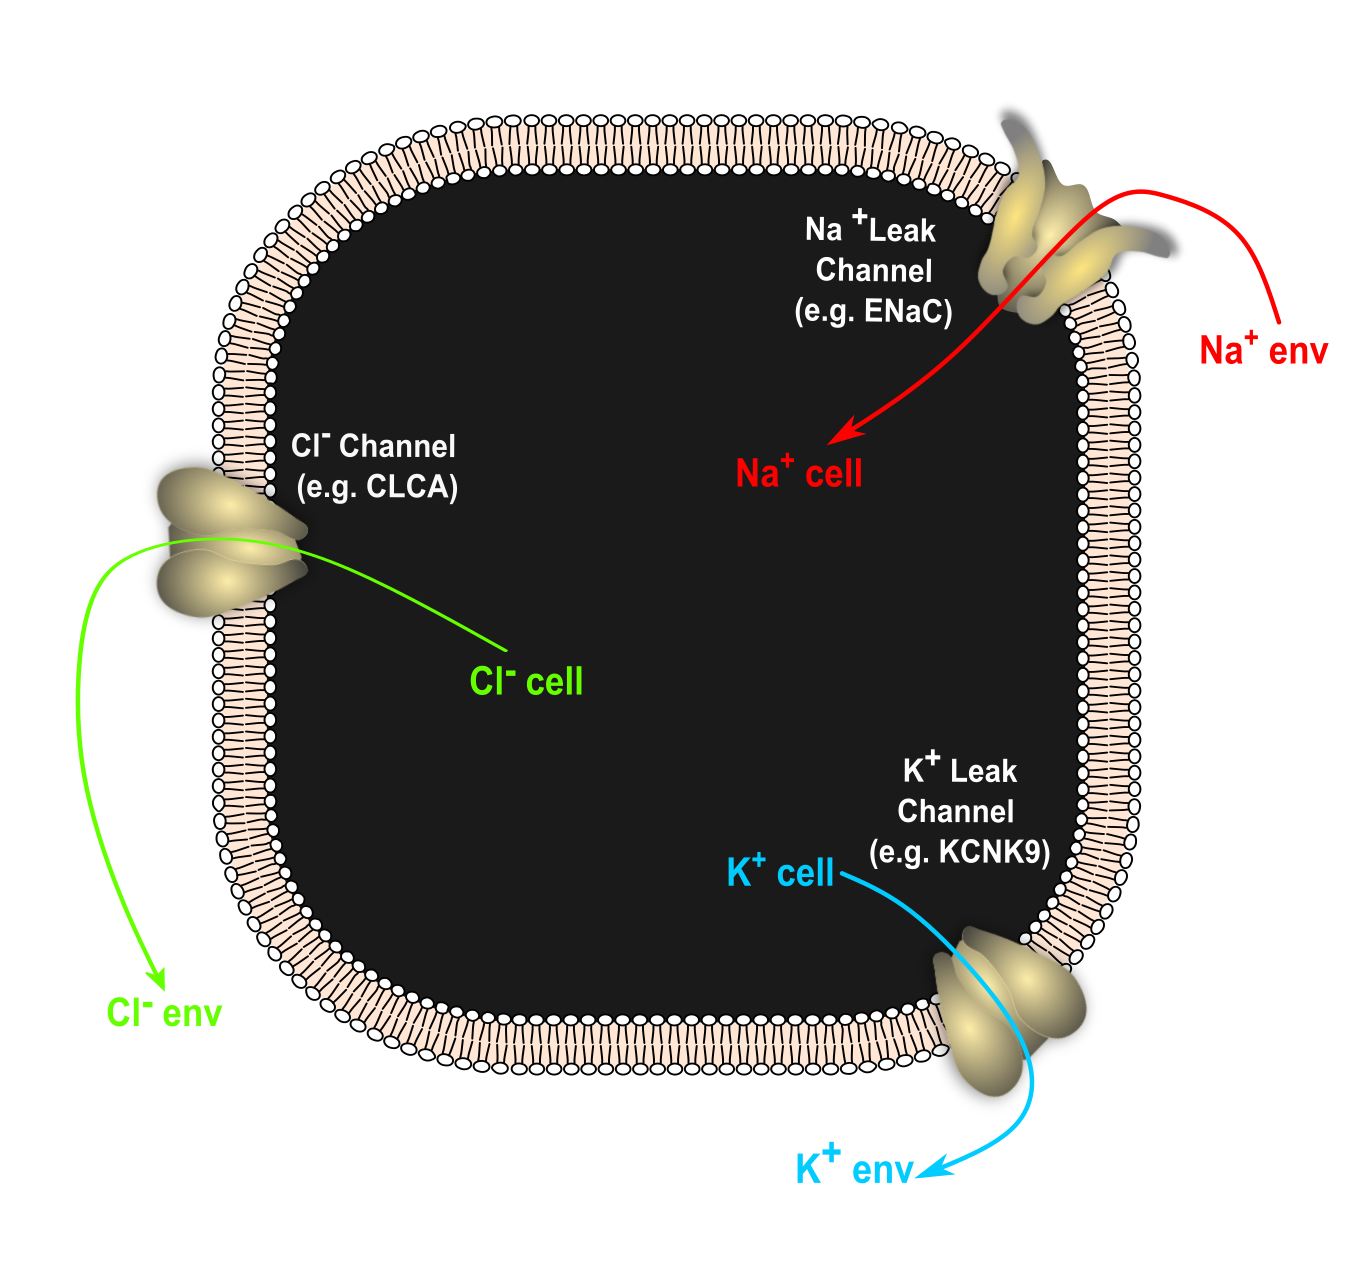 Na⁺ Leak
Channel
(e.g. ENaC)
Na⁺ env
Na⁺ cell
Cl⁻ Channel
(e.g. CLCA)
Cl⁻ cell
Cl⁻ env
K⁺ Leak
Channel
(e.g. KCNK9)
K⁺ cell
K⁺ env